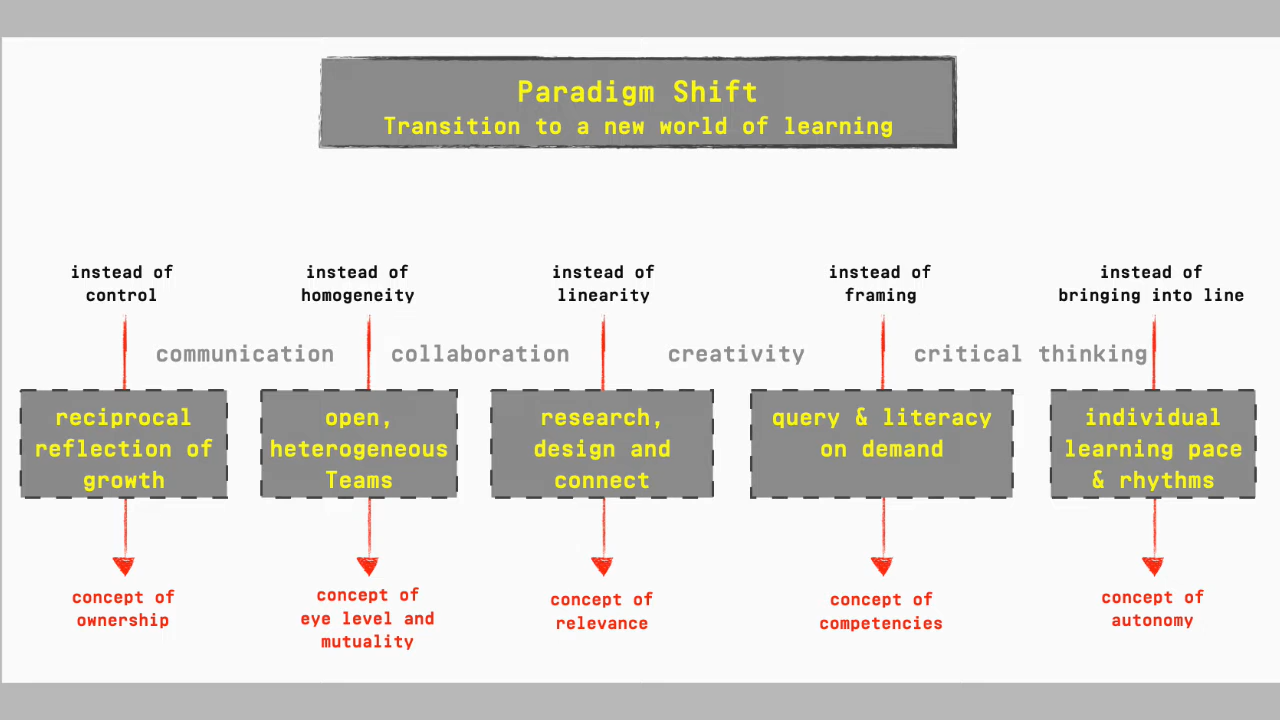 Paradigm Shift
Transition to a new world of learning
instead of
control
instead of
homogeneity
instead of
linearity
instead of
framing
instead of
bringing into line
communication
collaboration
creativity
critical thinking
reciprocal
reflection of
growth
open,
heterogeneous
Teams
research,
design and
connect
query & literacy
on demand
individual
learning pace
& rhythms
concept of
ownership
concept of
eye level and
mutuality
concept of
relevance
concept of
competencies
concept of
autonomy